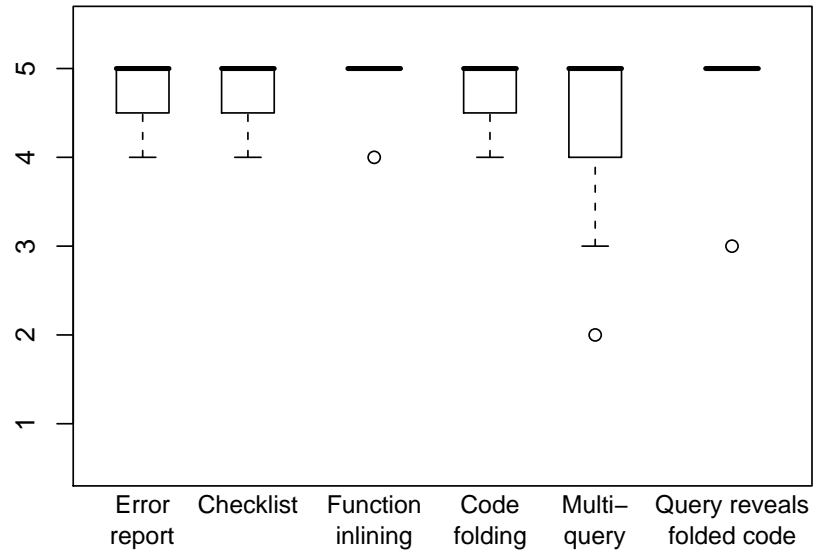 5
4
3
2
1
Error report
Checklist
Function inlining
Code folding
Multi-query
Query reveals folded code